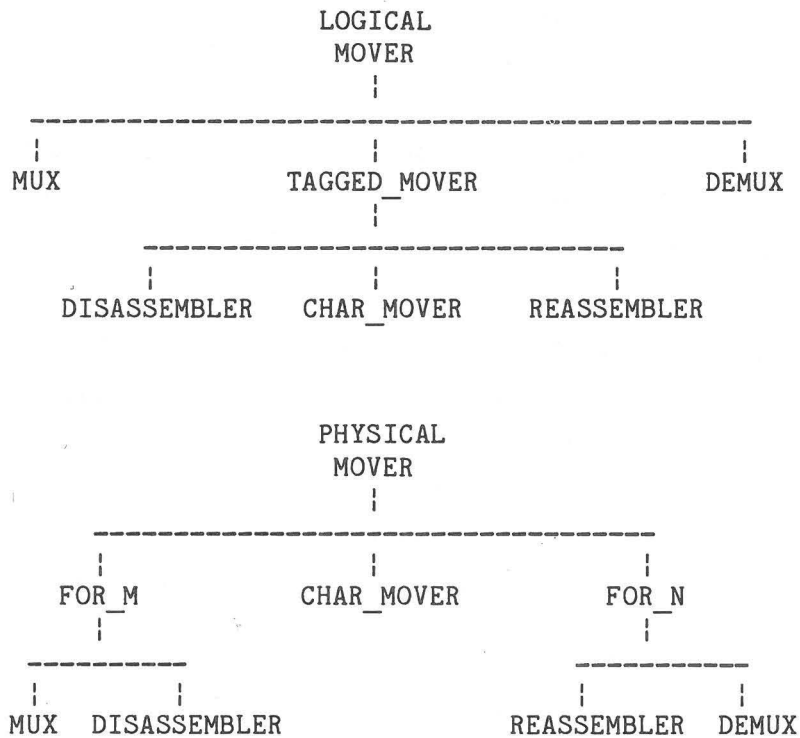 LOGICAL
MOVER
MUX TAGGED_MOVER DEMUX
DISASSEMBLER CHAR_MOVER REASSEMBLER
PHYSICAL
MOVER
FOR_M CHAR_MOVER FOR_N
MUX DISASSEMBLER REASSEMBLER DEMUX